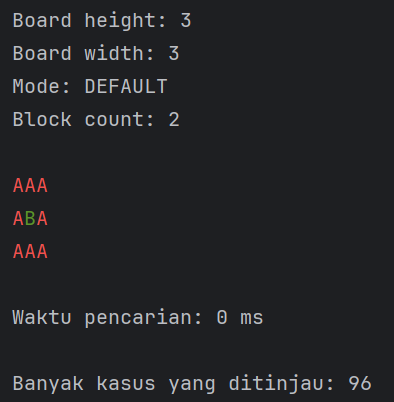 Board height: 3
Board width: 3
Mode: DEFAULT
Block count: 2
AAA
ABA
AAA
Waktu pencarian: 0 ms
Banyak kasus yang ditinjau: 96